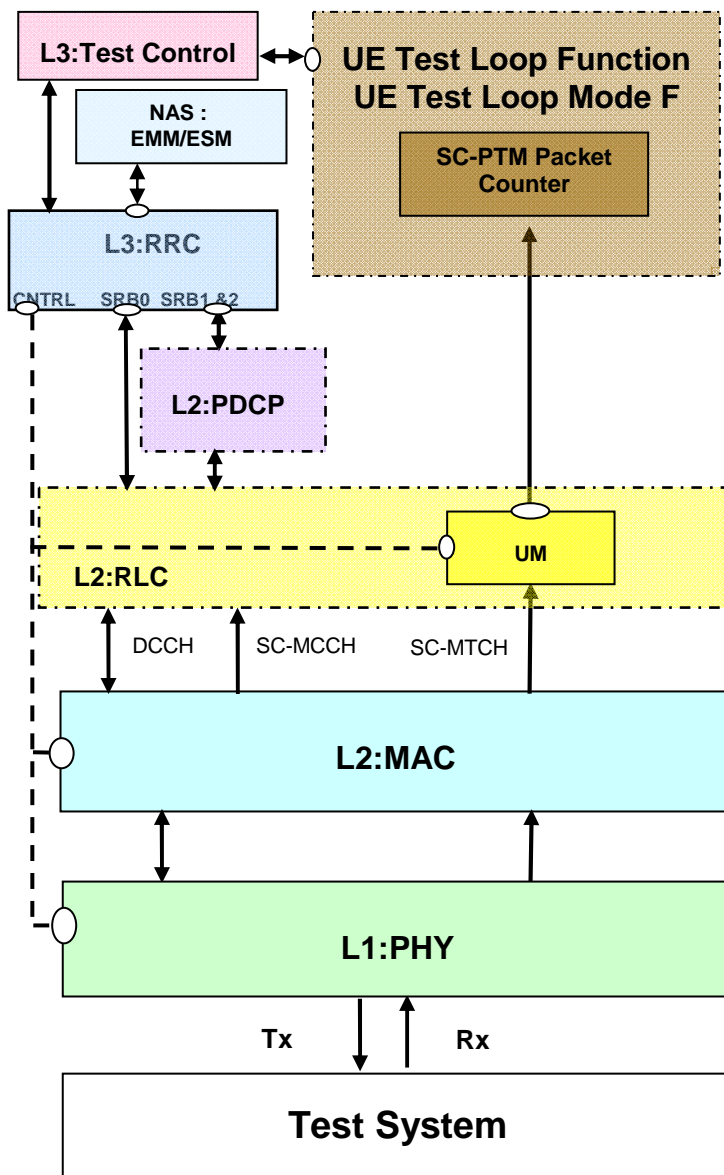 L3:Test Control
UE Test Loop Function
UE Test Loop Mode F
NAS :
EMM/ESM
SC-PTM Packet
Counter
L3:RRC
CNTRL SRB0 SRB1 &2
L2:PDCP
UM
L2:RLC
DCCH SC-MCCH SC-MTCH
L2:MAC
L1:PHY
Tx Rx
Test System